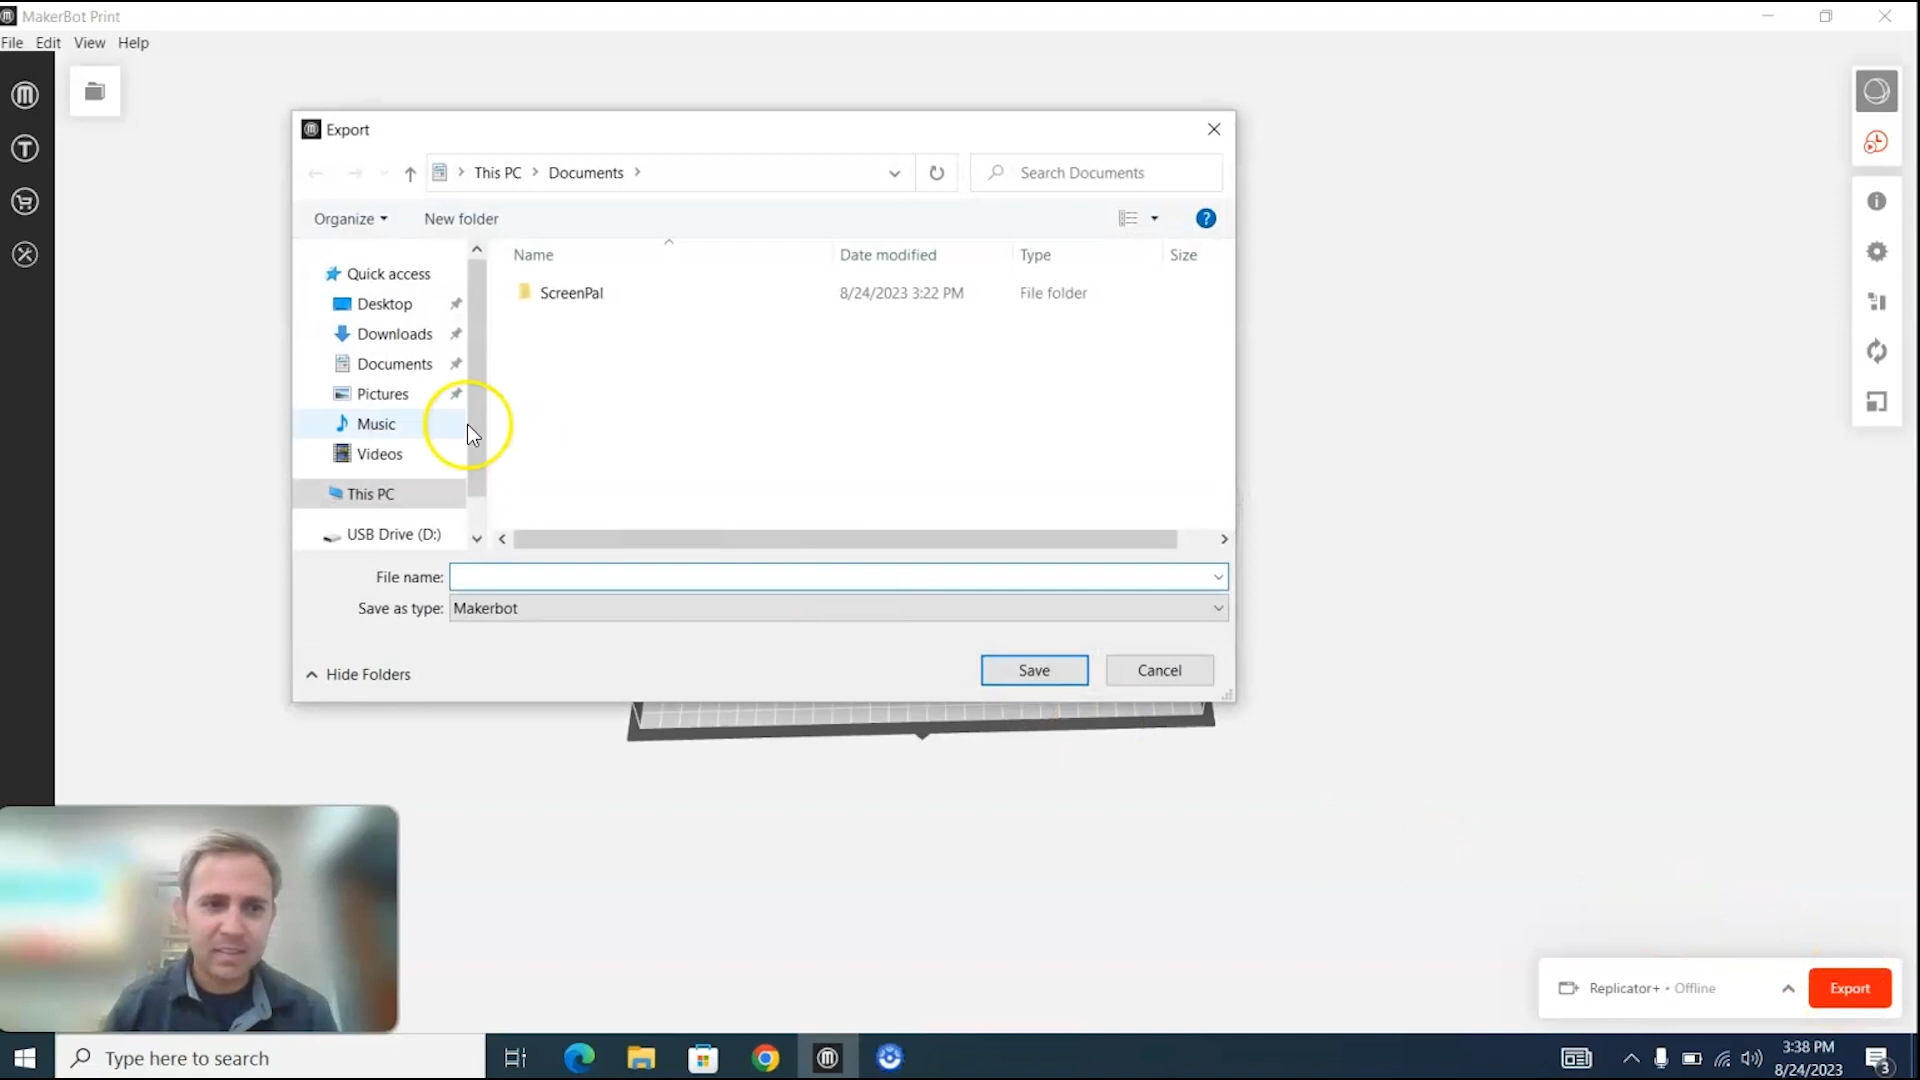 MakerBot Print
File Edit View Help
Export
This PC Documents
Search Documents
Organize New folder
?
Name Date modified Type Size
Quick access
ScreenPal 8/24/2023 3:22 PM File folder
Desktop
Downloads
Documents
Pictures
Music
Videos
This PC
USB Drive (D:)
File name:
Save as type: Makerbot
Hide Folders
Save Cancel
Replicator+ • Offline
Export
Type here to search
3:38 PM
8/24/2023
3